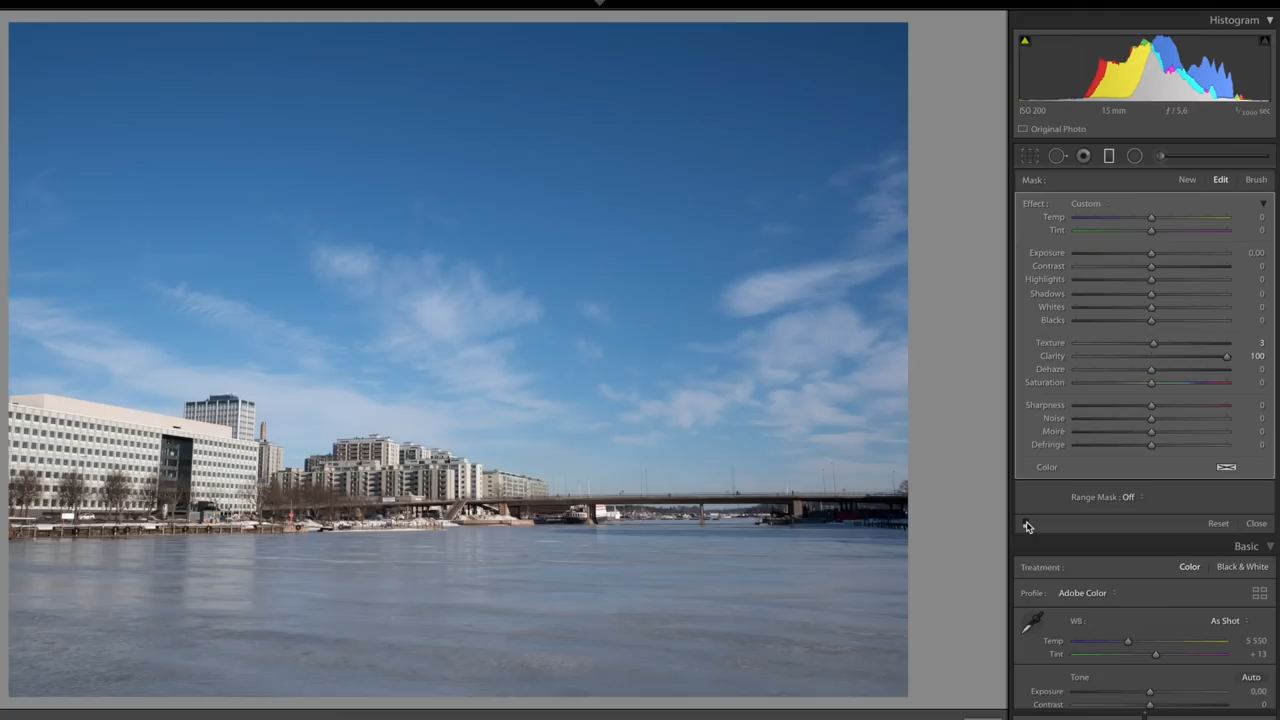 Histogram
ISO 200 15 mm ƒ / 5,6 1/1000 sec
Original Photo
Mask : New Edit Brush
Effect : Custom
Temp 0
Tint 0
Exposure 0,00
Contrast 0
Highlights 0
Shadows 0
Whites 0
Blacks 0
Texture 3
Clarity 100
Dehaze 0
Saturation 0
Sharpness 0
Noise 0
Moire 0
Defringe 0
Color
Range Mask : Off
Reset Close
Basic
Treatment : Color Black & White
Profile : Adobe Color
WB : As Shot
Temp 5 550
Tint + 13
Tone Auto
Exposure 0,00
Contrast 0